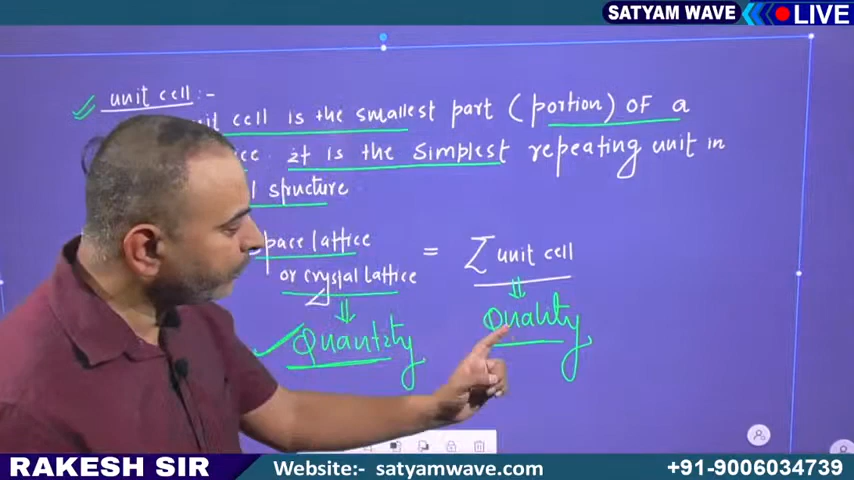 SATYAM WAVE LIVE
unit cell :-
cell is the smallest part (portion) OF a
it is the simplest repeating unit in
structure
space lattice = Σ unit cell
or crystal lattice
⇓ ⇓
Quantity Quality
RAKESH SIR Website:- satyamwave.com +91-9006034739